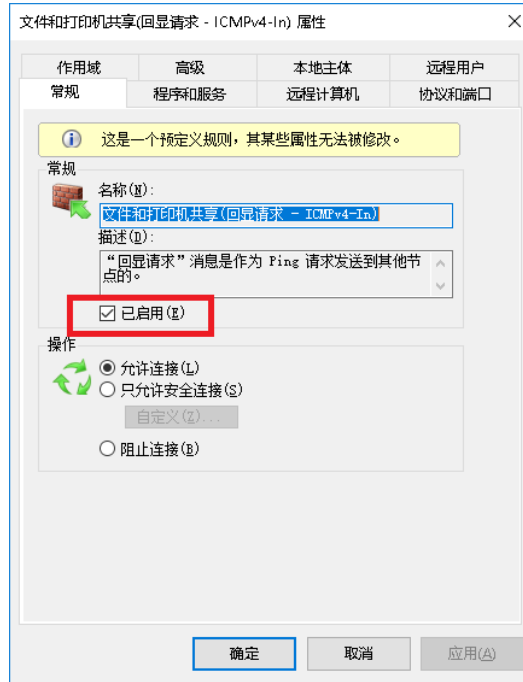 文件和打印机共享(回显请求 - ICMPv4-In) 属性
作用域 高级 本地主体 远程用户
常规 程序和服务 远程计算机 协议和端口
这是一个预定义规则，其某些属性无法被修改。
常规
名称(N):
文件和打印机共享(回显请求 - ICMPv4-In)
描述(D):
“回显请求”消息是作为 Ping 请求发送到其他节
点的。
已启用(E)
操作
允许连接(L)
只允许安全连接(S)
自定义(Z)...
阻止连接(B)
确定 取消 应用(A)